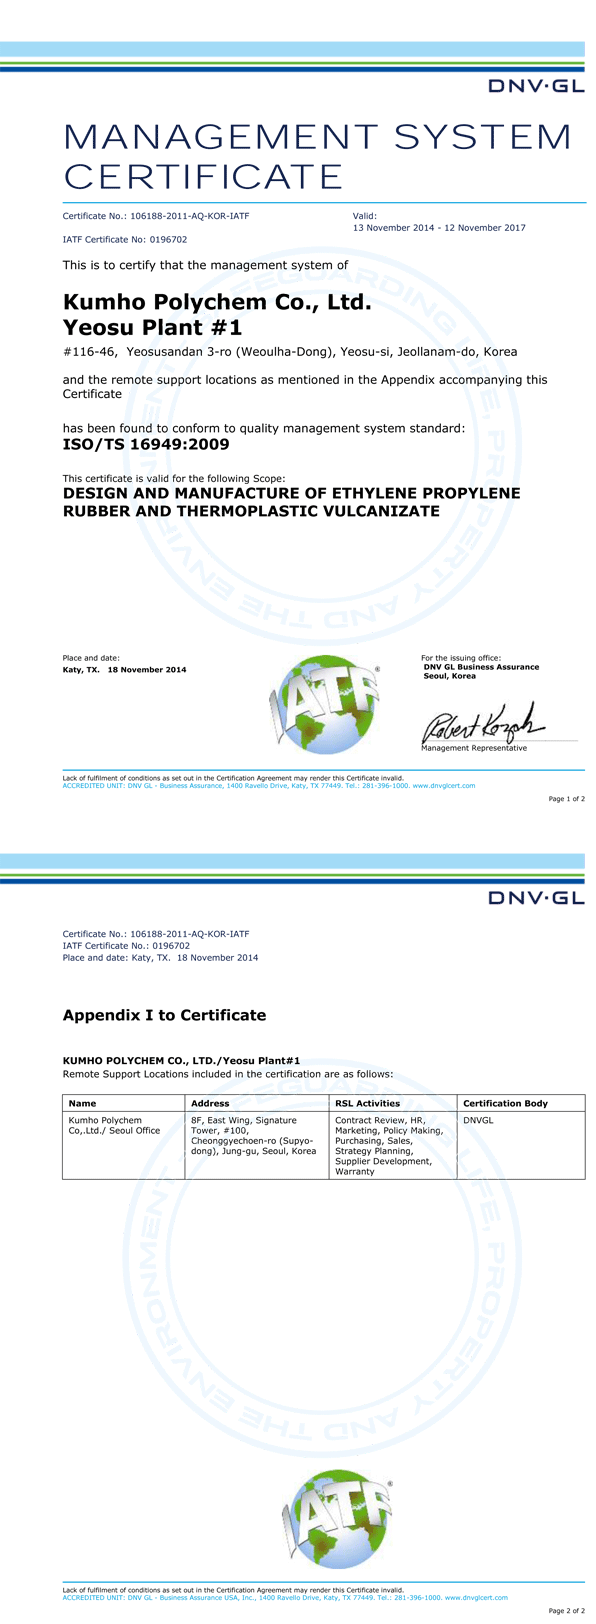 DNV·GL
MANAGEMENT SYSTEM
CERTIFICATE
Certificate No.: 106188-2011-AQ-KOR-IATF
Valid:
13 November 2014 - 12 November 2017
IATF Certificate No: 0196702
This is to certify that the management system of
Kumho Polychem Co., Ltd.
Yeosu Plant #1
#116-46, Yeosusandan 3-ro (Weoulha-Dong), Yeosu-si, Jeollanam-do, Korea
and the remote support locations as mentioned in the Appendix accompanying this
Certificate
has been found to conform to quality management system standard:
ISO/TS 16949:2009
This certificate is valid for the following Scope:
DESIGN AND MANUFACTURE OF ETHYLENE PROPYLENE
RUBBER AND THERMOPLASTIC VULCANIZATE
SAFEGUARDING LIFE, PROPERTY AND THE ENVIRONMENT
Place and date:
Katy, TX. 18 November 2014
IATF
®
For the issuing office:
DNV GL Business Assurance
Seoul, Korea
Management Representative
Lack of fulfilment of conditions as set out in the Certification Agreement may render this Certificate invalid.
ACCREDITED UNIT: DNV GL - Business Assurance, 1400 Ravello Drive, Katy, TX 77449. Tel.: 281-396-1000. www.dnvglcert.com
Page 1 of 2
DNV·GL
Certificate No.: 106188-2011-AQ-KOR-IATF
IATF Certificate No.: 0196702
Place and date: Katy, TX. 18 November 2014
Appendix I to Certificate
KUMHO POLYCHEM CO., LTD./Yeosu Plant#1
Remote Support Locations included in the certification are as follows:
Name
Address
RSL Activities
Certification Body
Kumho Polychem
Co,.Ltd./ Seoul Office
8F, East Wing, Signature
Tower, #100,
Cheonggyechoen-ro (Supyo-
dong), Jung-gu, Seoul, Korea
Contract Review, HR,
Marketing, Policy Making,
Purchasing, Sales,
Strategy Planning,
Supplier Development,
Warranty
DNVGL
SAFEGUARDING LIFE, PROPERTY AND THE ENVIRONMENT
IATF
®
Lack of fulfilment of conditions as set out in the Certification Agreement may render this Certificate invalid.
ACCREDITED UNIT: DNV GL - Business Assurance USA, Inc., 1400 Ravello Drive, Katy, TX 77449. Tel.: 281-396-1000. www.dnvglcert.com
Page 2 of 2